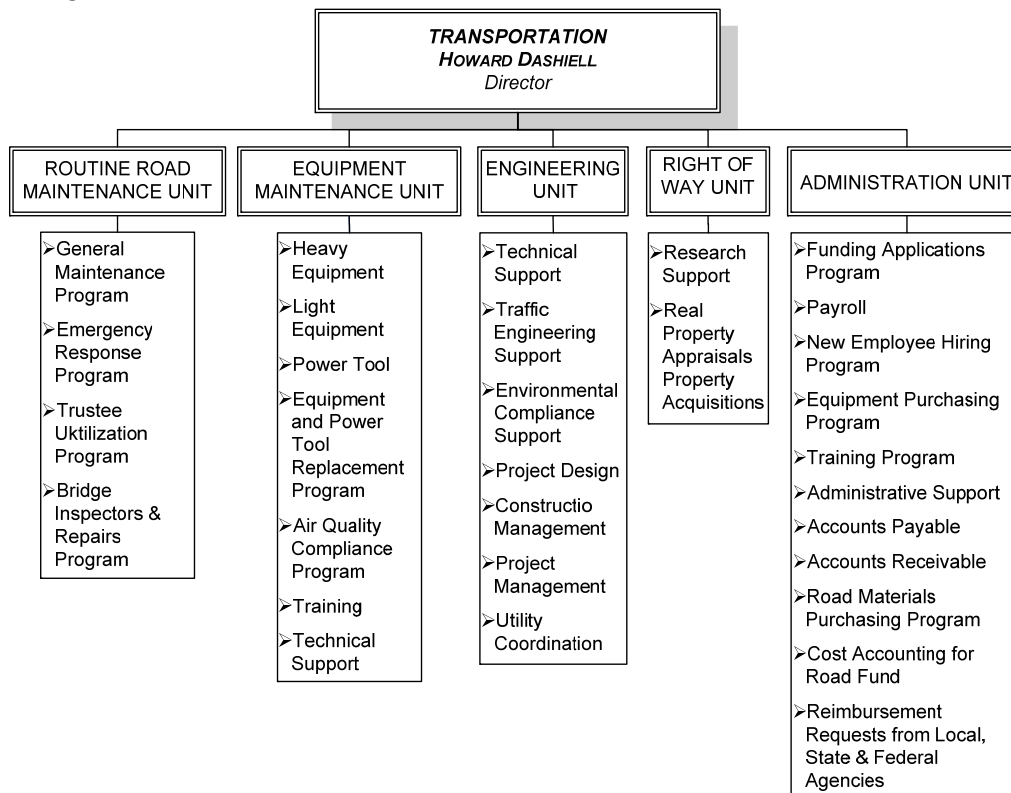 TRANSPORTATION
HOWARD DASHIELL
Director
ROUTINE ROAD
MAINTENANCE UNIT
➢General
Maintenance
Program
➢Emergency
Response
Program
➢Trustee
Uktilization
Program
➢Bridge
Inspectors &
Repairs
Program
EQUIPMENT
MAINTENANCE UNIT
➢Heavy
Equipment
➢Light
Equipment
➢Power Tool
➢Equipment
and Power
Tool
Replacement
Program
➢Air Quality
Compliance
Program
➢Training
➢Technical
Support
ENGINEERING
UNIT
➢Technical
Support
➢Traffic
Engineering
Support
➢Environmental
Compliance
Support
➢Project Design
➢Constructio
Management
➢Project
Management
➢Utility
Coordination
RIGHT OF
WAY UNIT
➢Research
Support
➢Real
Property
Appraisals
Property
Acquisitions
ADMINISTRATION UNIT
➢Funding Applications
Program
➢Payroll
➢New Employee Hiring
Program
➢Equipment Purchasing
Program
➢Training Program
➢Administrative Support
➢Accounts Payable
➢Accounts Receivable
➢Road Materials
Purchasing Program
➢Cost Accounting for
Road Fund
➢Reimbursement
Requests from Local,
State & Federal
Agencies